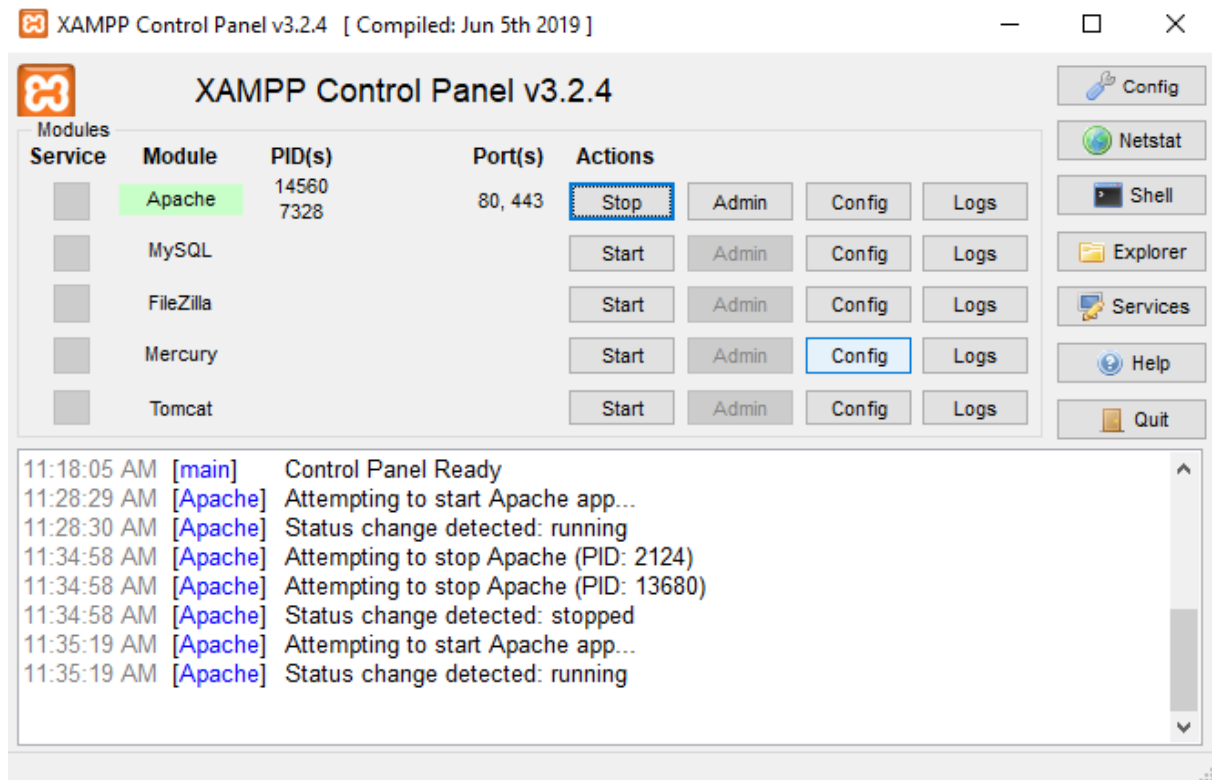 XAMPP Control Panel v3.2.4 [ Compiled: Jun 5th 2019 ]
XAMPP Control Panel v3.2.4
Config
Modules
Service Module PID(s) Port(s) Actions
Netstat
Apache 14560 7328 80, 443 Stop Admin Config Logs
Shell
MySQL Start Admin Config Logs
Explorer
FileZilla Start Admin Config Logs
Services
Mercury Start Admin Config Logs
Help
Tomcat Start Admin Config Logs
Quit
11:18:05 AM [main] Control Panel Ready
11:28:29 AM [Apache] Attempting to start Apache app...
11:28:30 AM [Apache] Status change detected: running
11:34:58 AM [Apache] Attempting to stop Apache (PID: 2124)
11:34:58 AM [Apache] Attempting to stop Apache (PID: 13680)
11:34:58 AM [Apache] Status change detected: stopped
11:35:19 AM [Apache] Attempting to start Apache app...
11:35:19 AM [Apache] Status change detected: running